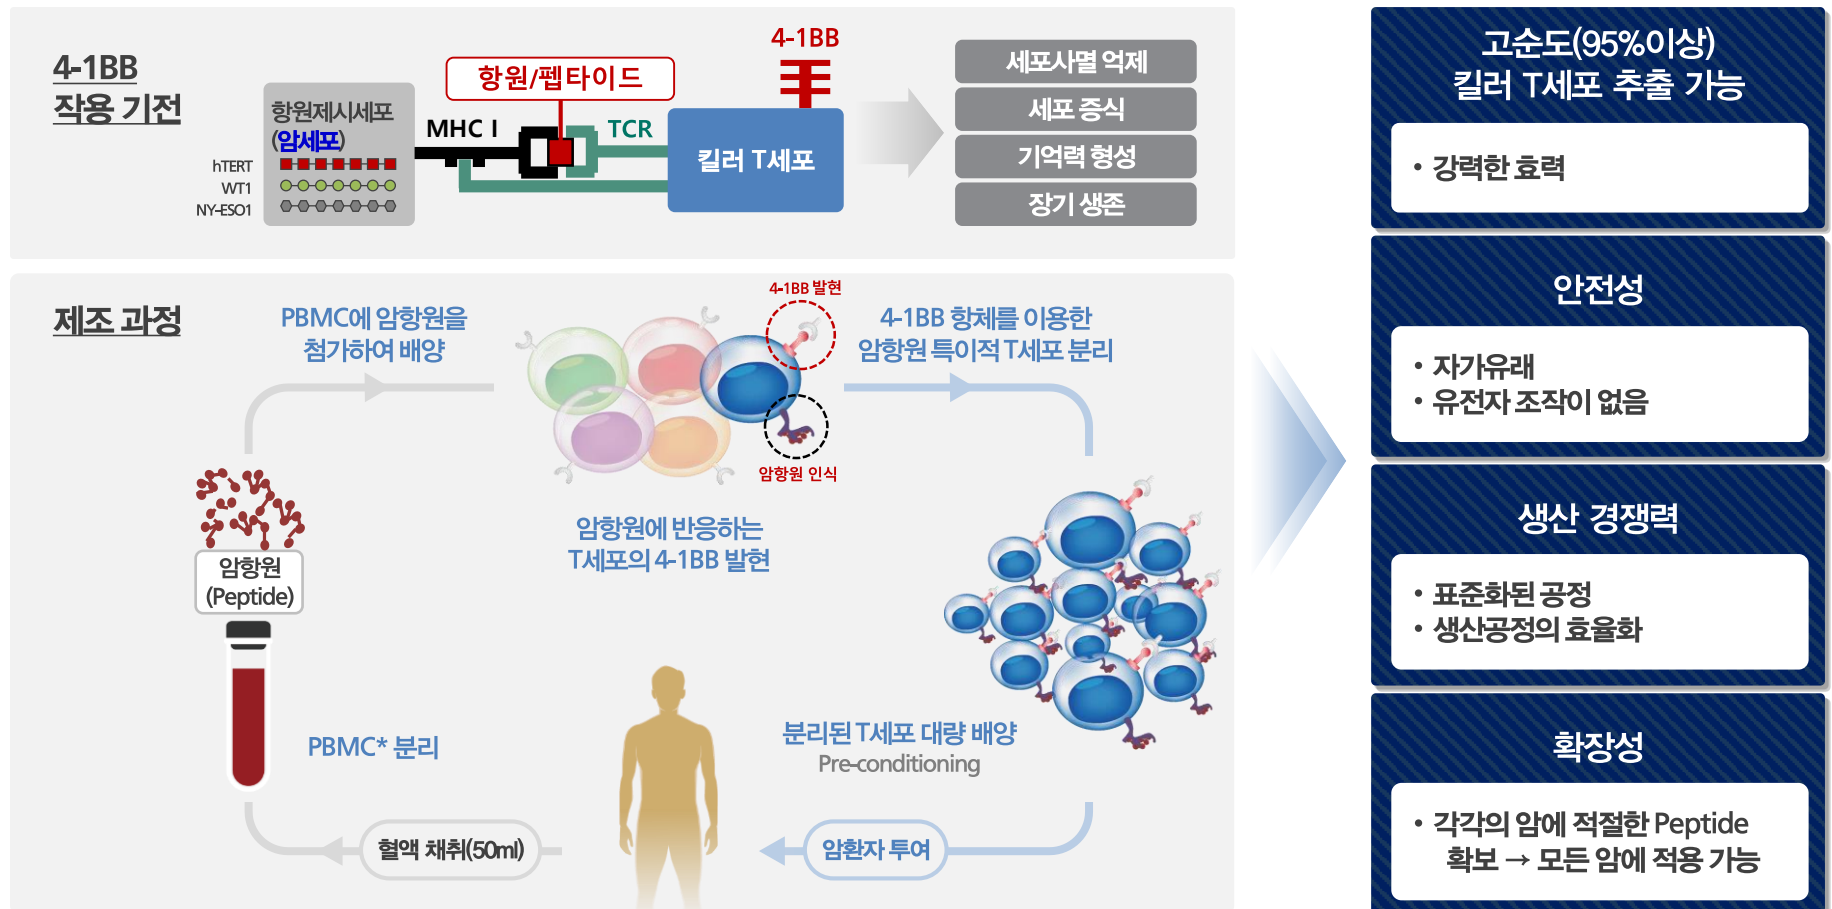 4-1BB
작용 기전
항원제시세포
(암세포)
hTERT
WT1
NY-ESO1
MHC I
항원/펩타이드
TCR
4-1BB
킬러 T세포
세포사멸 억제
세포 증식
기억력 형성
장기 생존
제조 과정
PBMC에 암항원을
첨가하여 배양
4-1BB 발현
암항원 인식
4-1BB 항체를 이용한
암항원 특이적 T세포 분리
암항원에 반응하는
T세포의 4-1BB 발현
암항원
(Peptide)
PBMC* 분리
분리된 T세포 대량 배양
Pre-conditioning
혈액 채취(50ml)
암환자 투여
고순도(95%이상)
킬러 T세포 추출 가능
• 강력한 효력
안전성
• 자가유래
• 유전자 조작이 없음
생산 경쟁력
• 표준화된 공정
• 생산공정의 효율화
확장성
• 각각의 암에 적절한 Peptide
확보 → 모든 암에 적용 가능